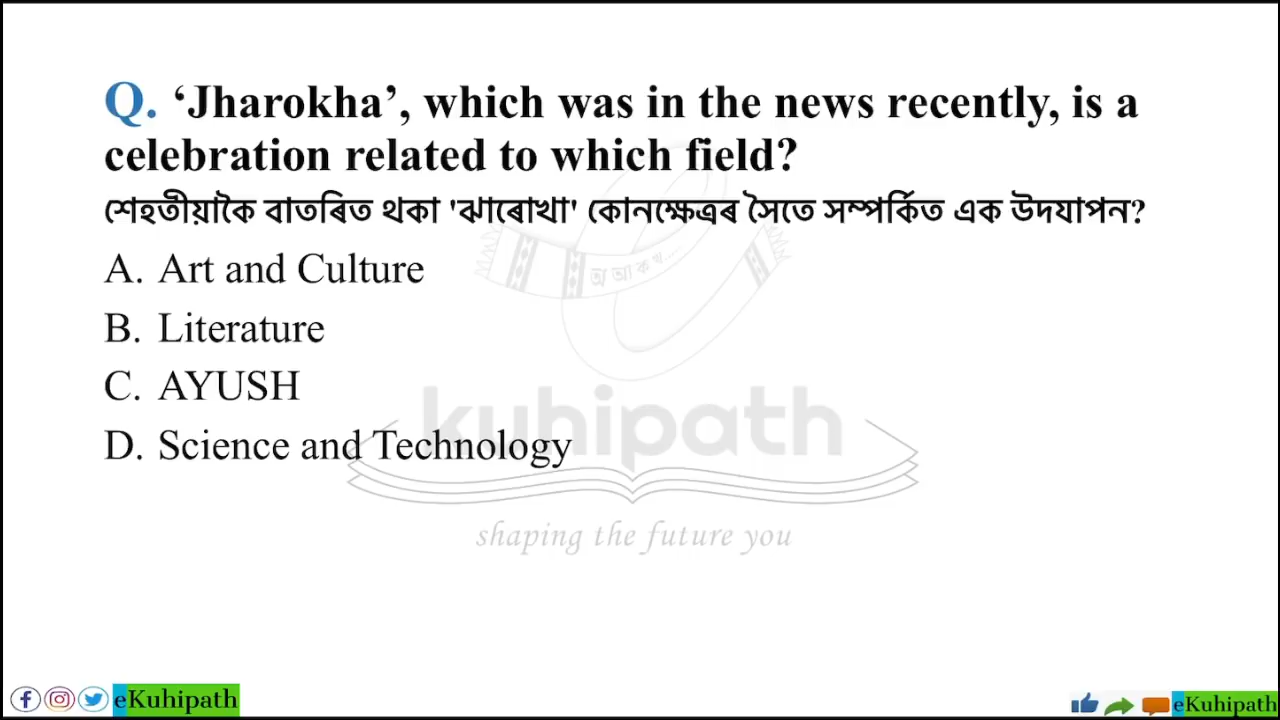 Q. ‘Jharokha’, which was in the news recently, is a
celebration related to which field?
শেহতীয়াকৈ বাতৰিত থকা 'ঝাৰোখা' কোনক্ষেত্ৰৰ সৈতে সম্পৰ্কিত এক উদযাপন?
A. Art and Culture
B. Literature
C. AYUSH
D. Science and Technology
অ আ ক খ....
kuhipath
shaping the future you
eKuhipath
eKuhipath